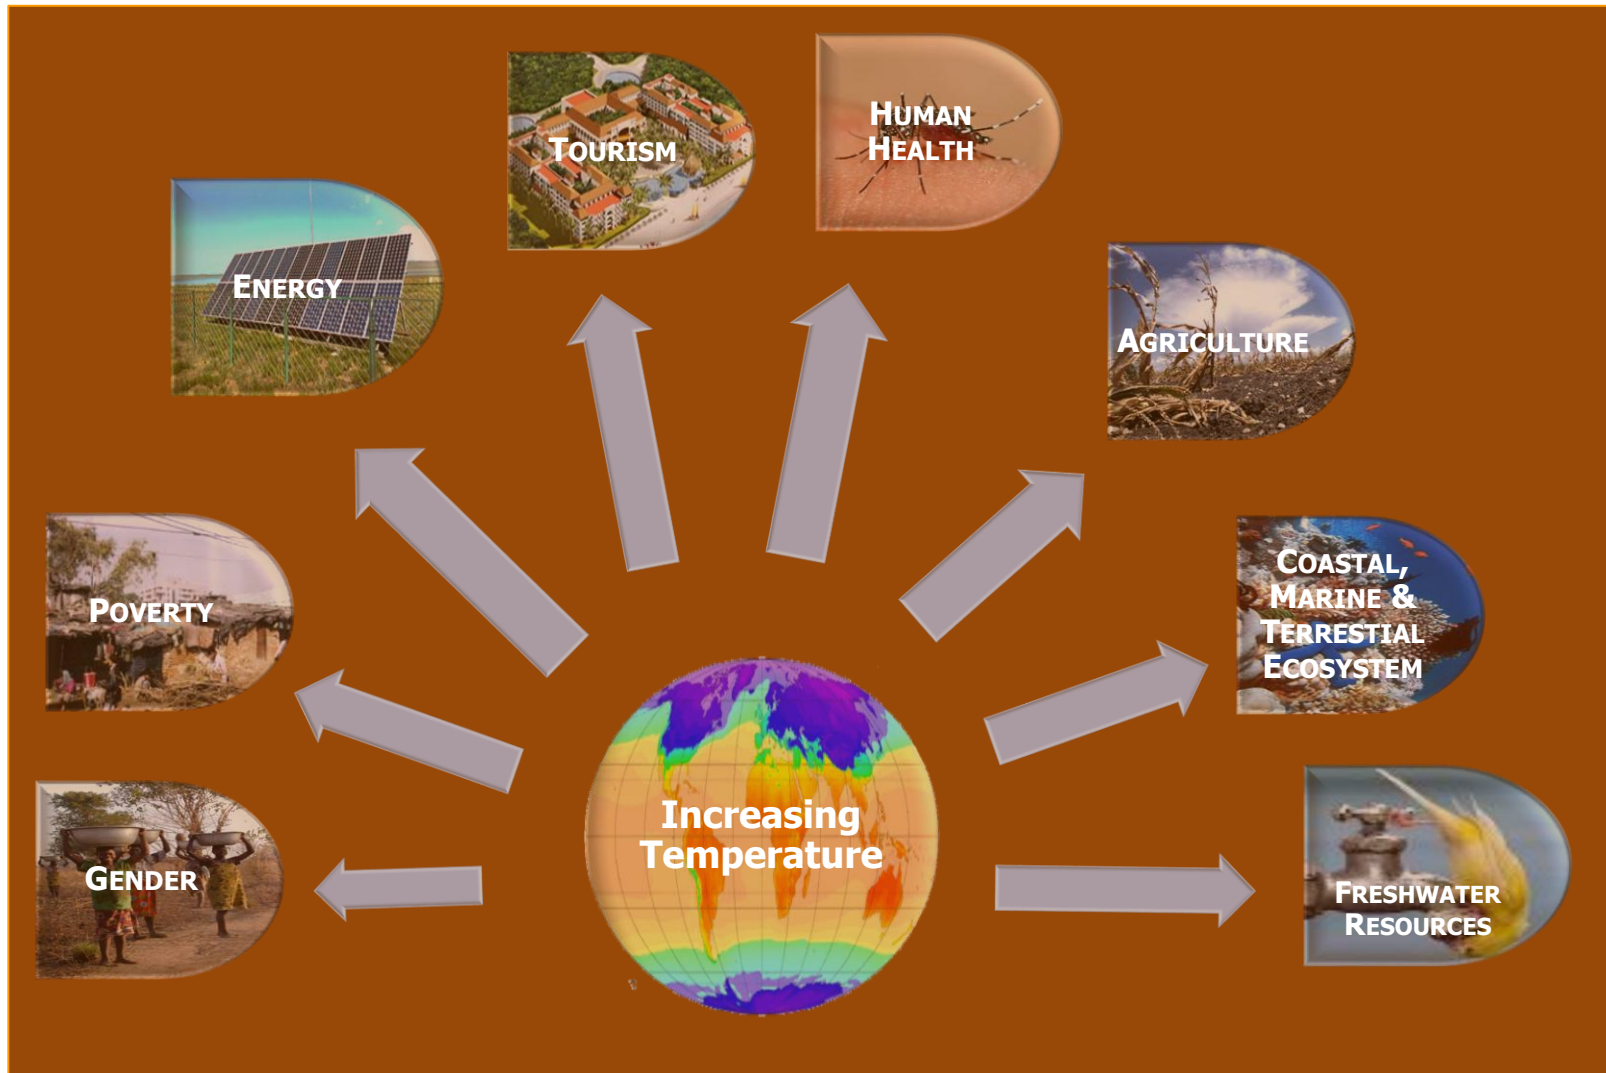 HUMAN
HEALTH
TOURISM
ENERGY
AGRICULTURE
COASTAL,
MARINE &
TERRESTIAL
ECOSYSTEM
POVERTY
Increasing
Temperature
GENDER
FRESHWATER
RESOURCES